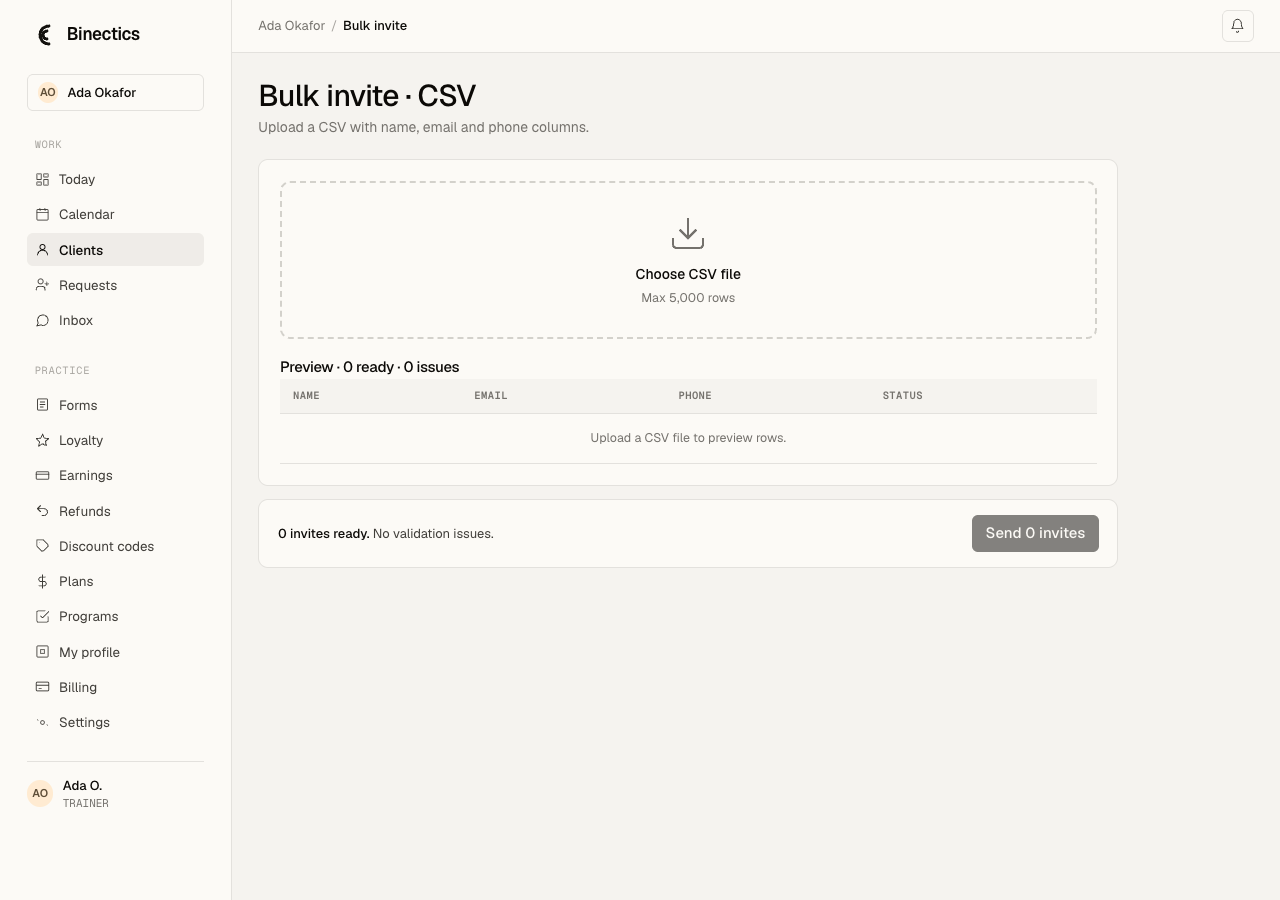 Binectics
AO Ada Okafor
WORK
Today
Calendar
Clients
Requests
Inbox
PRACTICE
Forms
Loyalty
Earnings
Refunds
Discount codes
Plans
Programs
My profile
Billing
Settings
AO Ada O.
TRAINER
Ada Okafor / Bulk invite
Bulk invite · CSV
Upload a CSV with name, email and phone columns.
Choose CSV file
Max 5,000 rows
Preview · 0 ready · 0 issues
NAME EMAIL PHONE STATUS
Upload a CSV file to preview rows.
0 invites ready. No validation issues.
Send 0 invites